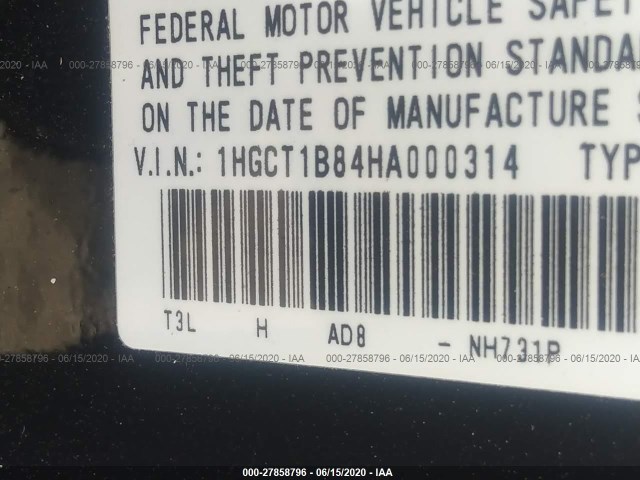 FEDERAL MOTOR VEHICLE SAFET
AND THEFT PREVENTION STANDA
ON THE DATE OF MANUFACTURE
V.I.N.: 1HGCT1B84HA000314 TYP
T3L H AD8 - NH731P
000-27858796 - 06/15/2020 - IAA